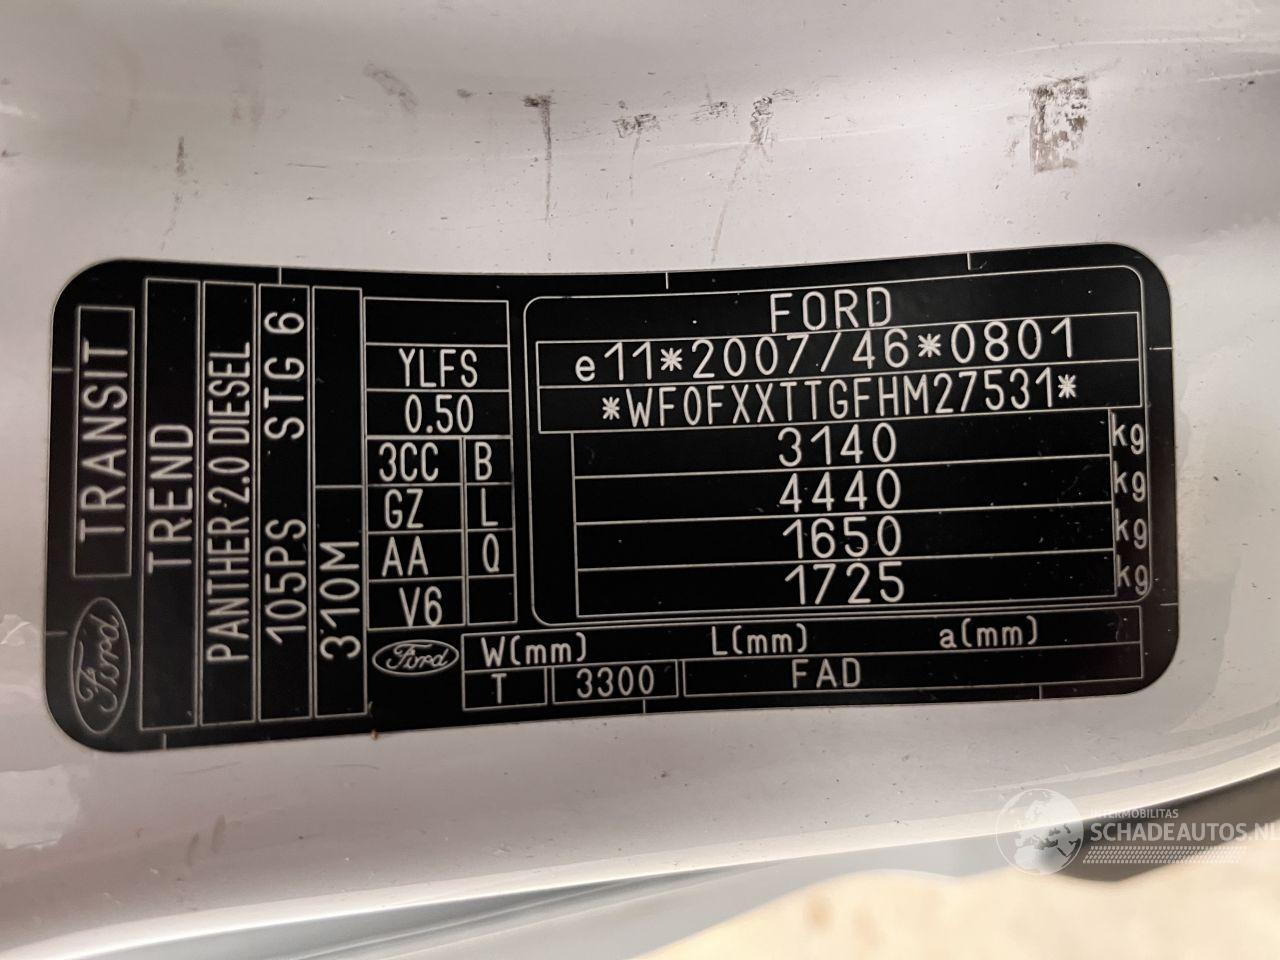 TRANSIT
Ford
TREND
PANTHER 2.0 DIESEL
105PS STG 6
310M
YLFS
0.50
3CC B
GZ L
AA Q
V6
Ford
FORD
e11*2007/46*0801
*WF0FXXTTGFHM27531*
3140 kg
4440 kg
1650 kg
1725 kg
W(mm) L(mm) a(mm)
T 3300 FAD
INTERMOBILITAS
SCHADEAUTOS.NL